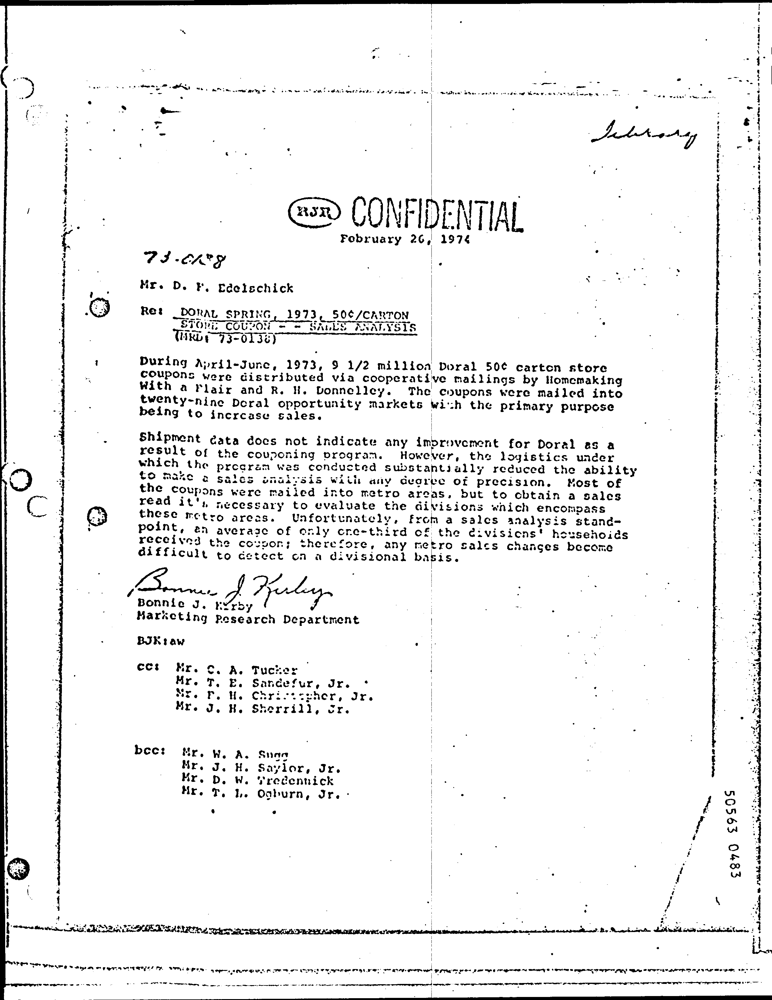 Library
RJR CONFIDENTIAL
February 26, 1974
Mr. D. F. Edelschick
Re: DORAL SPRING, 1973, 50¢/CARTON
STORE COUPON - - SALES ANALYSIS
(MRD: 73-0138)
During April-June, 1973, 9 1/2 million Doral 50¢ carton store
coupons were distributed via cooperative mailings by Homemaking
With a Flair and R. H. Donnelley. The coupons were mailed into
twenty-nine Doral opportunity markets with the primary purpose
being to increase sales.
Shipment data does not indicate any improvement for Doral as a
result of the couponing program. However, the logistics under
which the program was conducted substantially reduced the ability
to make a sales analysis with any degree of precision. Most of
the coupons were mailed into metro areas, but to obtain a sales
read it's necessary to evaluate the divisions which encompass
these metro areas. Unfortunately, from a sales analysis stand-
point, an average of only one-third of the divisions' households
received the coupon; therefore, any metro sales changes become
difficult to detect on a divisional basis.
Bonnie J. Kirby
Bonnie J. Kirby
Marketing Research Department
BJK:aw
cc: Mr. C. A. Tucker
Mr. T. E. Sandefur, Jr.
Mr. F. H. Christopher, Jr.
Mr. J. H. Sherrill, Jr.
bcc: Mr. W. A. Sugg
Mr. J. H. Saylor, Jr.
Mr. D. W. Tredennick
Mr. T. L. Ogburn, Jr.
50563 0483